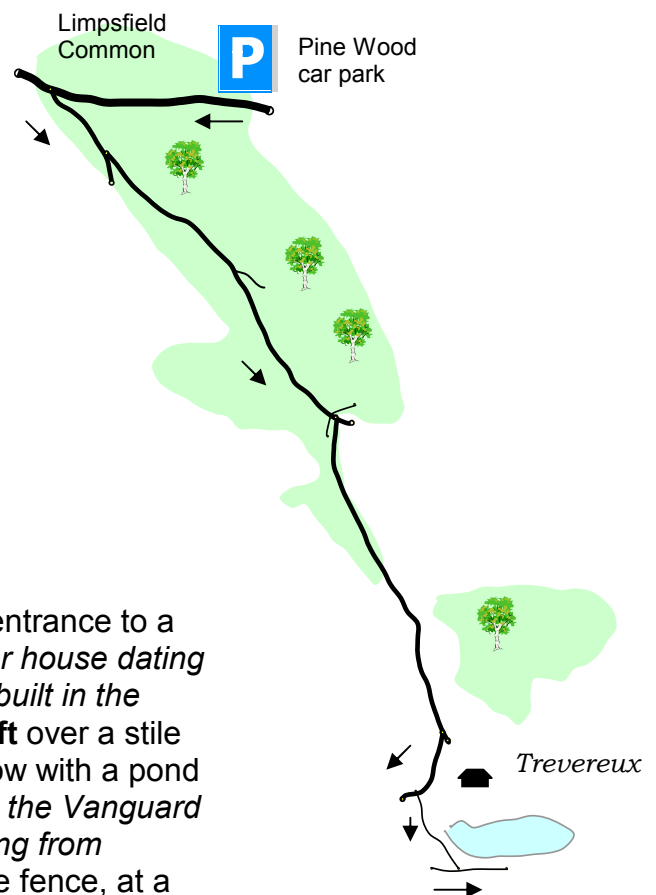 Limpsfield
Common
P
Pine Wood
car park
entrance to a
r house dating
built in the
ft over a stile
ow with a pond
the Vanguard
ng from
e fence, at a
Trevereux